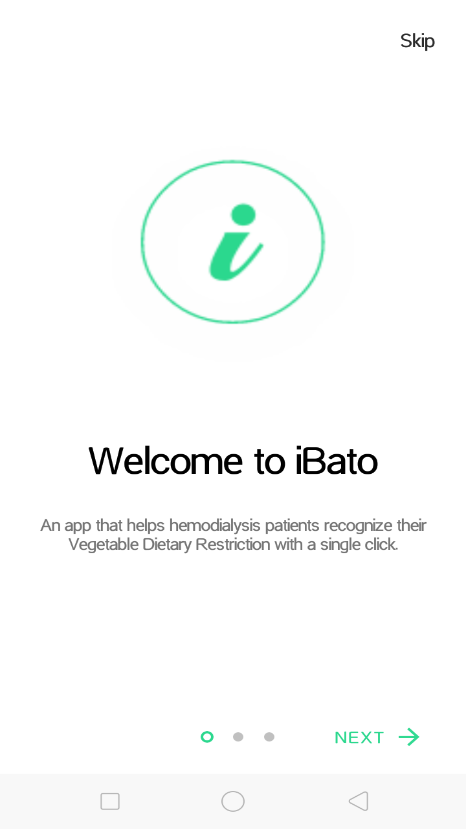 Skip
i
Welcome to iBato
An app that helps hemodialysis patients recognize their
Vegetable Dietary Restriction with a single click.
NEXT